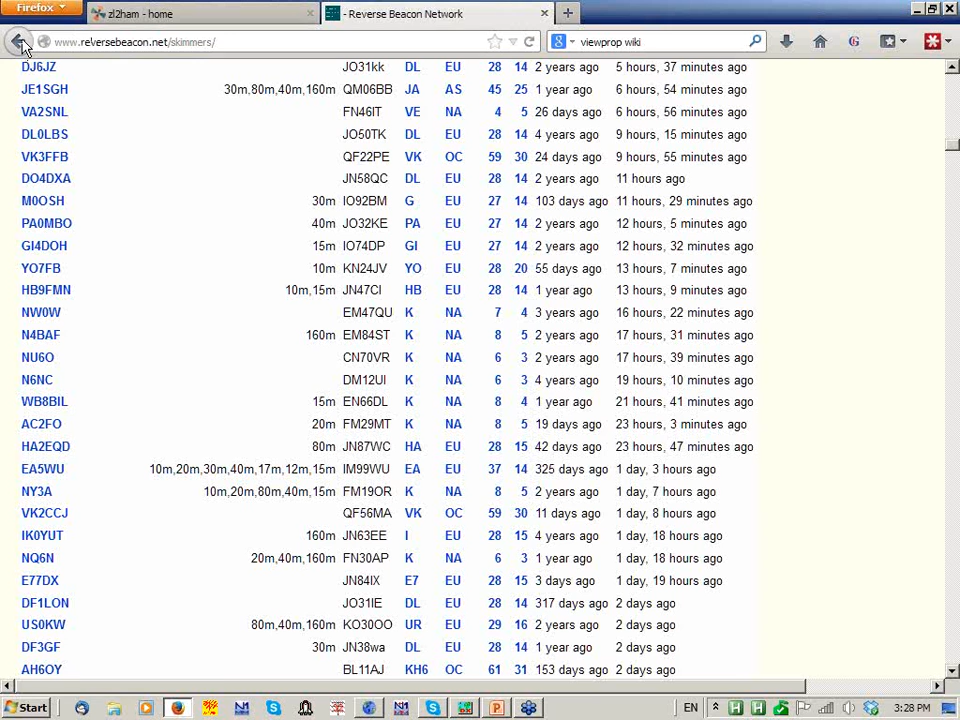 Firefox
zl2ham - home
- Reverse Beacon Network
www.reversebeacon.net/skimmers/
viewprop wiki
DJ6JZ JO31kk DL EU 28 14 2 years ago 5 hours, 37 minutes ago
JE1SGH 30m,80m,40m,160m QM06BB JA AS 45 25 1 year ago 6 hours, 54 minutes ago
VA2SNL FN46IT VE NA 4 5 26 days ago 6 hours, 56 minutes ago
DL0LBS JO50TK DL EU 28 14 4 years ago 9 hours, 15 minutes ago
VK3FFB QF22PE VK OC 59 30 24 days ago 9 hours, 55 minutes ago
DO4DXA JN58QC DL EU 28 14 2 years ago 11 hours ago
M0OSH 30m IO92BM G EU 27 14 103 days ago 11 hours, 29 minutes ago
PA0MBO 40m JO32KE PA EU 27 14 2 years ago 12 hours, 5 minutes ago
GI4DOH 15m IO74DP GI EU 27 14 2 years ago 12 hours, 32 minutes ago
YO7FB 10m KN24JV YO EU 28 20 55 days ago 13 hours, 7 minutes ago
HB9FMN 10m,15m JN47CI HB EU 28 14 1 year ago 13 hours, 9 minutes ago
NW0W EM47QU K NA 7 4 3 years ago 16 hours, 22 minutes ago
N4BAF 160m EM84ST K NA 8 5 2 years ago 17 hours, 31 minutes ago
NU6O CN70VR K NA 6 3 2 years ago 17 hours, 39 minutes ago
N6NC DM12UI K NA 6 3 4 years ago 19 hours, 10 minutes ago
WB8BIL 15m EN66DL K NA 8 4 1 year ago 21 hours, 41 minutes ago
AC2FO 20m FM29MT K NA 8 5 19 days ago 23 hours, 3 minutes ago
HA2EQD 80m JN87WC HA EU 28 15 42 days ago 23 hours, 47 minutes ago
EA5WU 10m,20m,30m,40m,17m,12m,15m IM99WU EA EU 37 14 325 days ago 1 day, 3 hours ago
NY3A 10m,20m,80m,40m,15m FM19OR K NA 8 5 2 years ago 1 day, 7 hours ago
VK2CCJ QF56MA VK OC 59 30 11 days ago 1 day, 8 hours ago
IK0YUT 160m JN63EE I EU 28 15 4 years ago 1 day, 18 hours ago
NQ6N 20m,40m,160m FN30AP K NA 6 3 1 year ago 1 day, 18 hours ago
E77DX JN84IX E7 EU 28 15 3 days ago 1 day, 19 hours ago
DF1LON JO31IE DL EU 28 14 317 days ago 2 days ago
US0KW 80m,40m,160m KO30OO UR EU 29 16 2 years ago 2 days ago
DF3GF 30m JN38wa DL EU 28 14 1 year ago 2 days ago
AH6OY BL11AJ KH6 OC 61 31 153 days ago 2 days ago
Start EN 3:28 PM